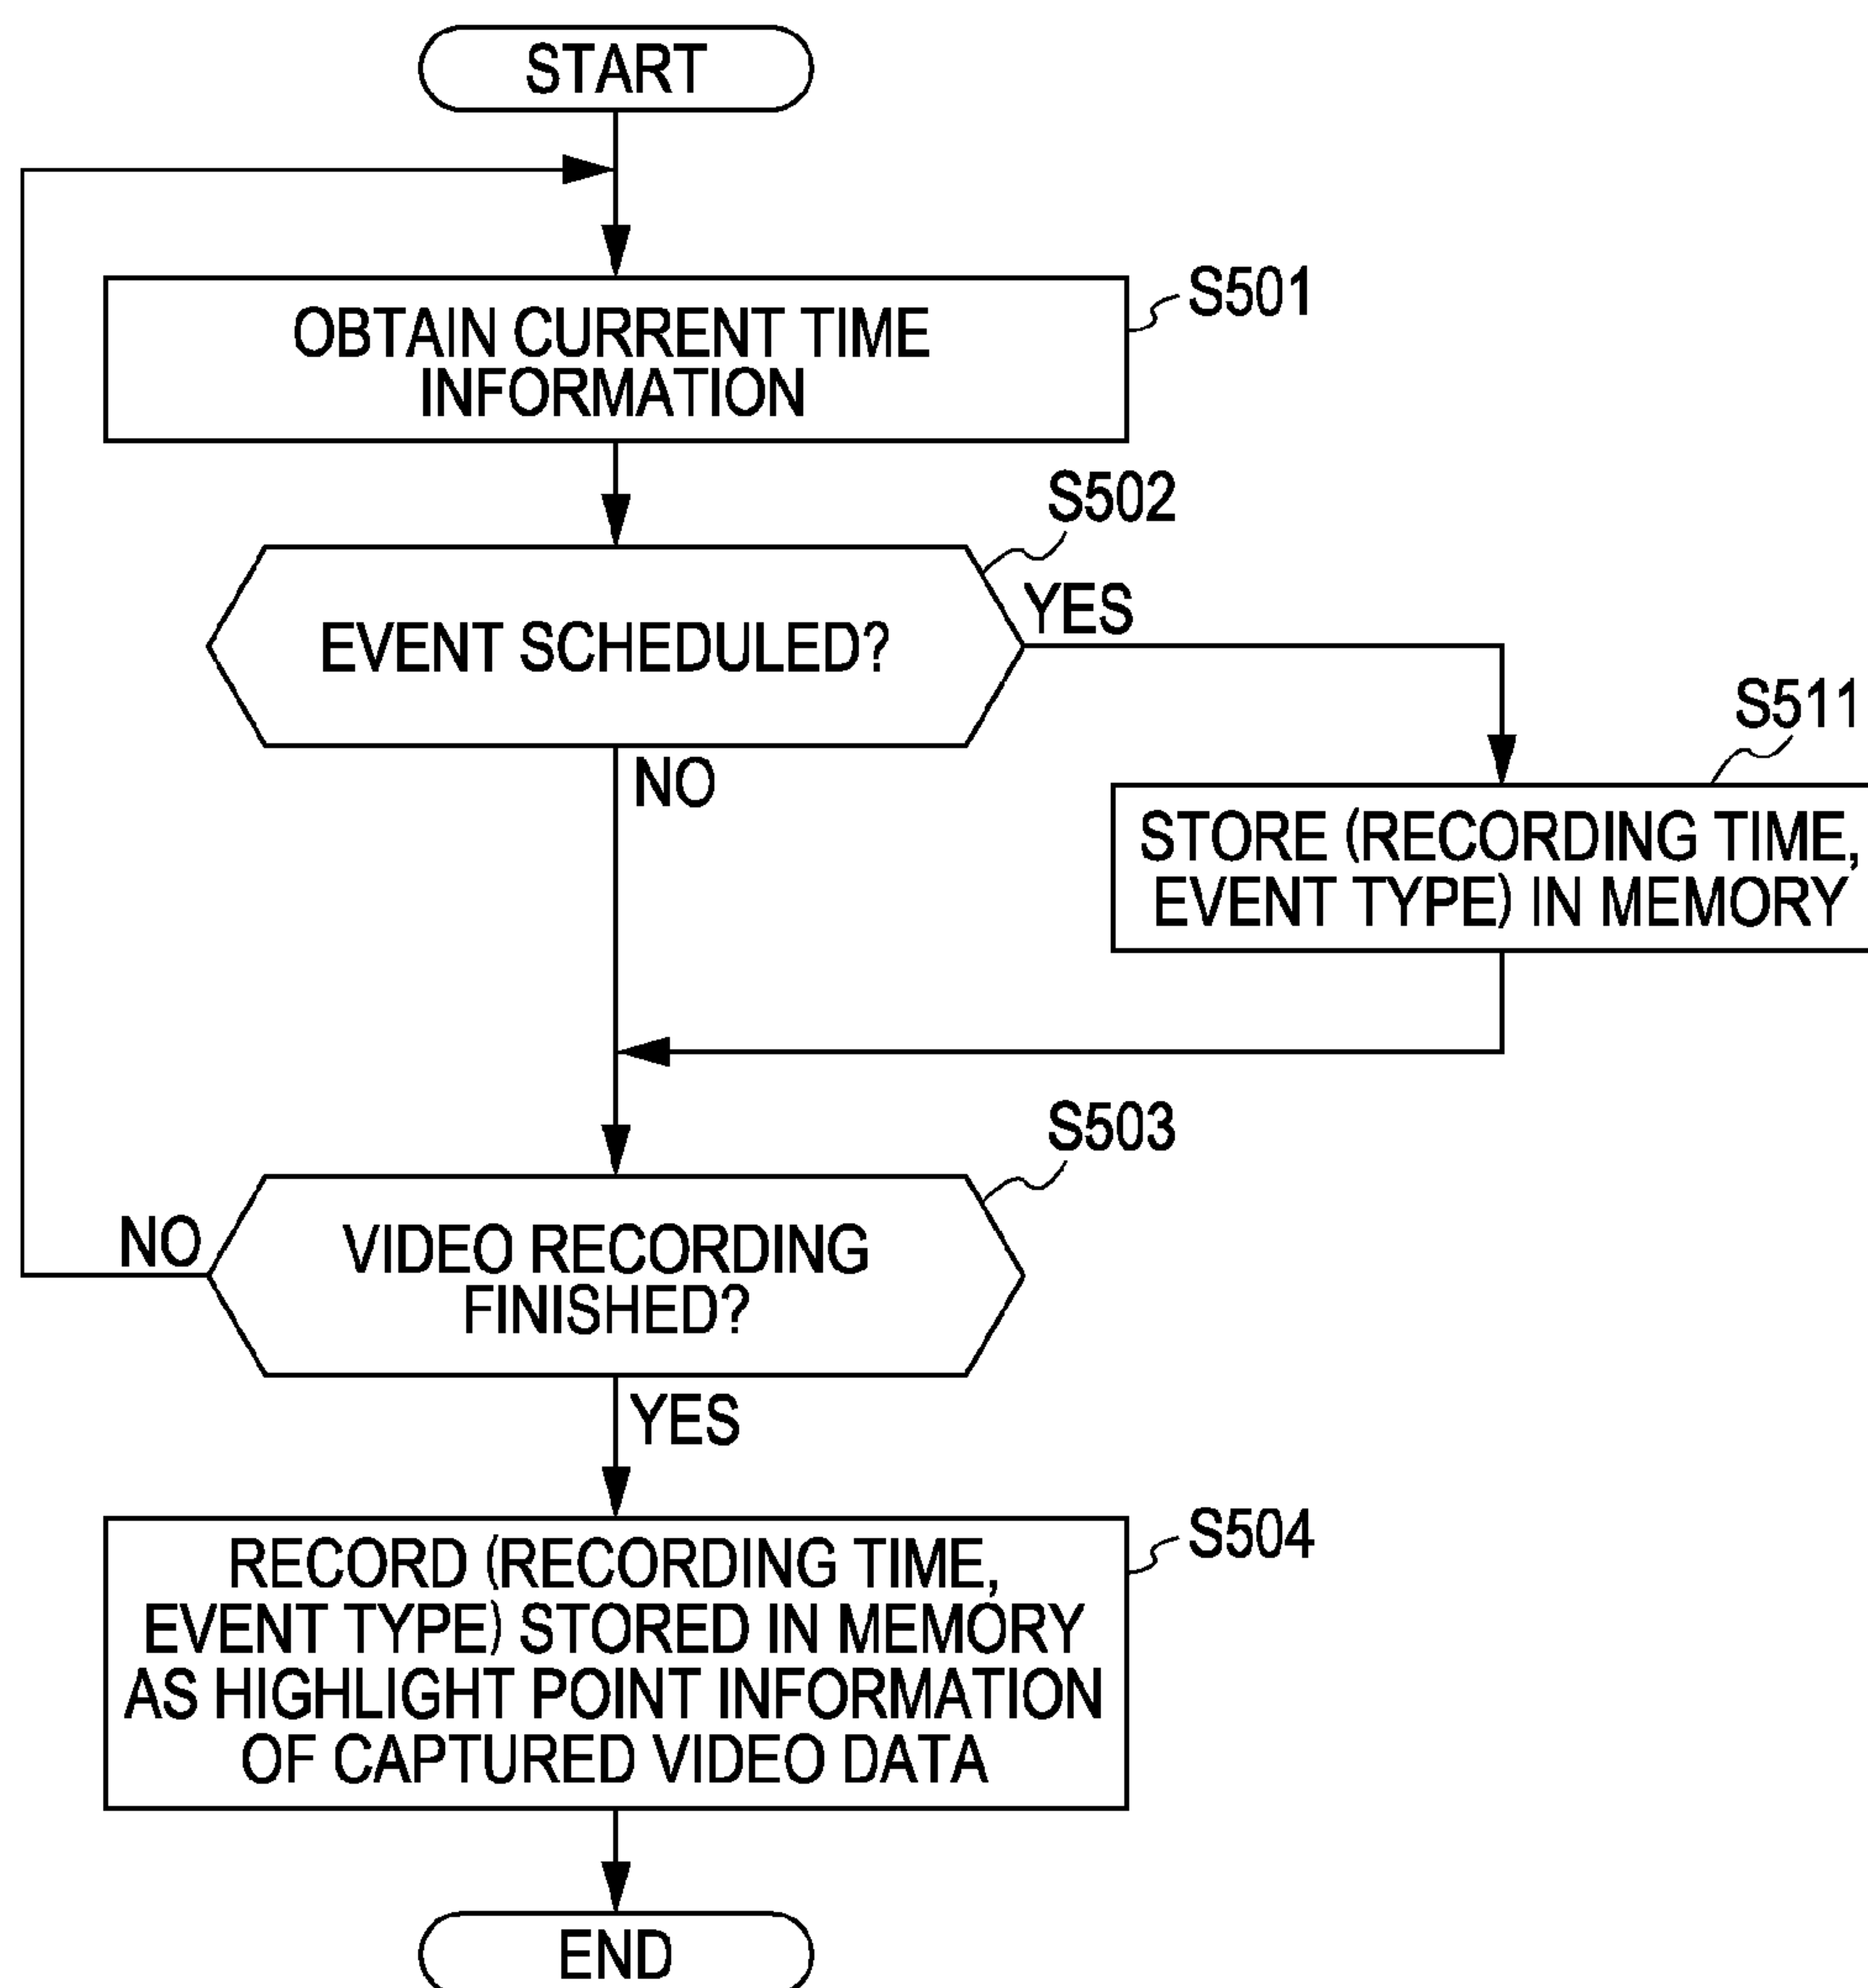 START
OBTAIN CURRENT TIME
INFORMATION
S501
S502
EVENT SCHEDULED?
YES
NO
S511
STORE (RECORDING TIME,
EVENT TYPE) IN MEMORY
S503
VIDEO RECORDING
FINISHED?
NO
YES
S504
RECORD (RECORDING TIME,
EVENT TYPE) STORED IN MEMORY
AS HIGHLIGHT POINT INFORMATION
OF CAPTURED VIDEO DATA
END